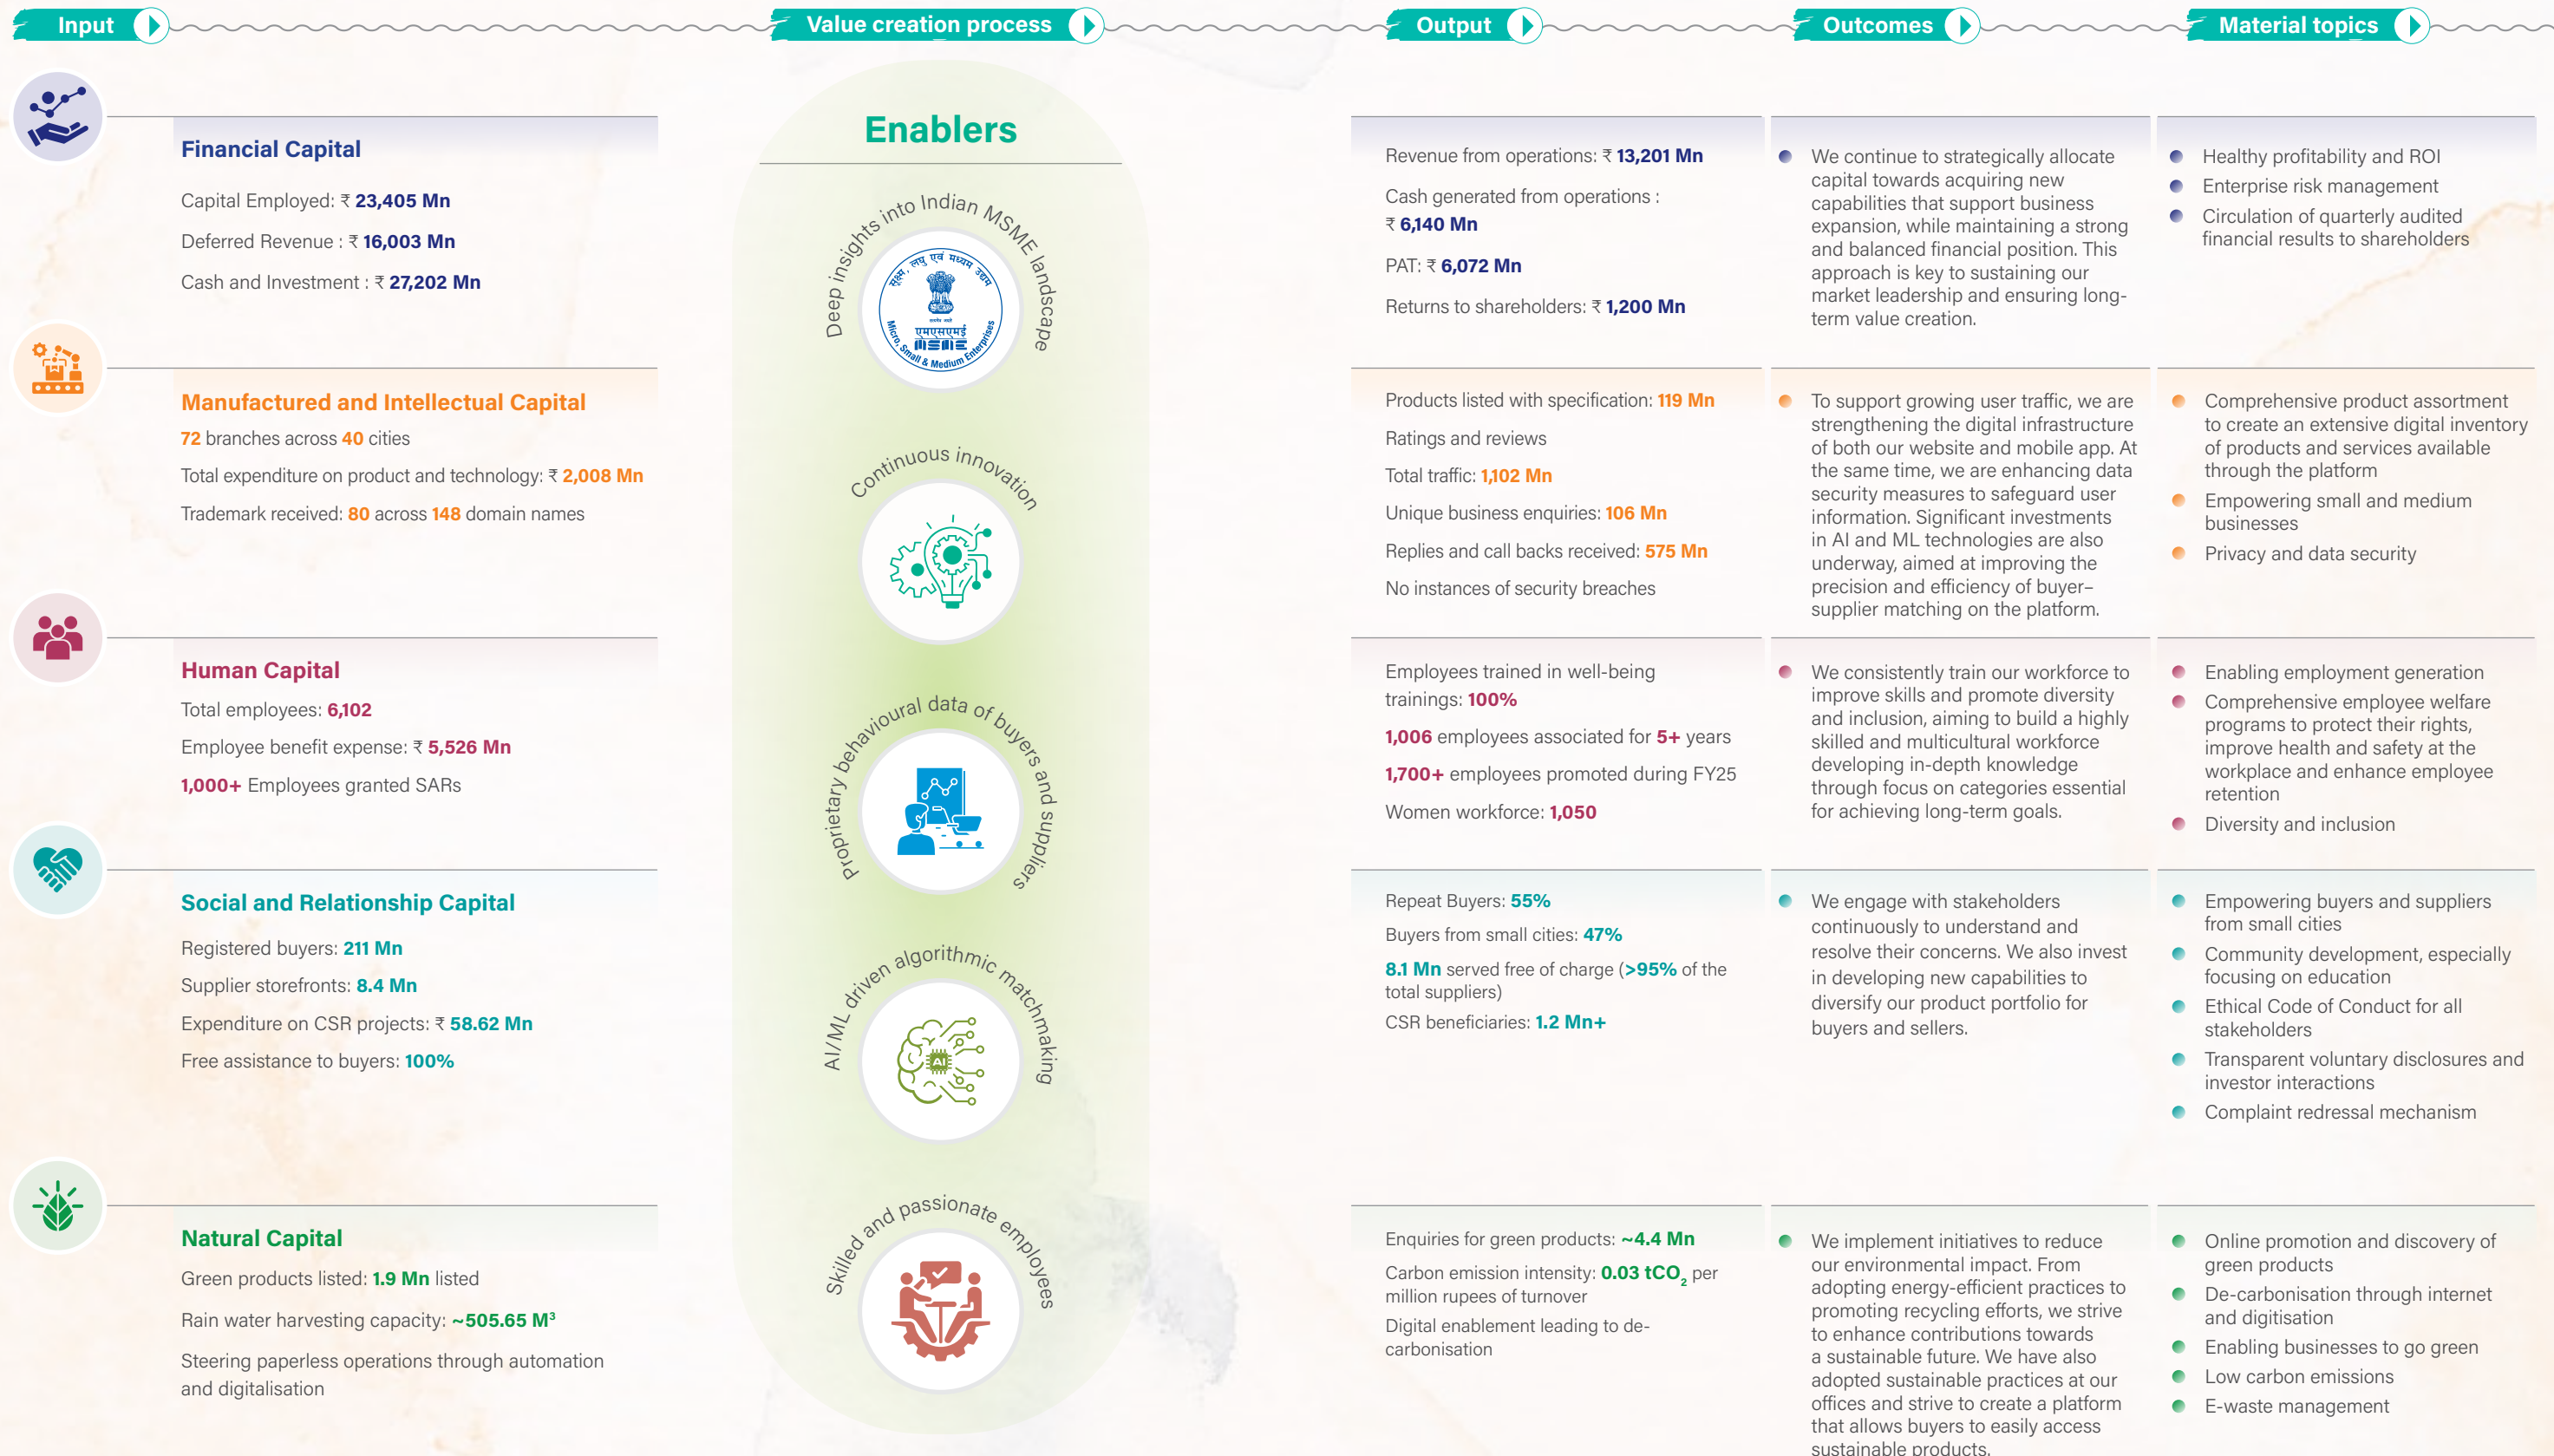 Input
Value creation process
Output
Outcomes
Material topics
Financial Capital
Capital Employed: ₹ 23,405 Mn
Deferred Revenue : ₹ 16,003 Mn
Cash and Investment : ₹ 27,202 Mn
Manufactured and Intellectual Capital
72 branches across 40 cities
Total expenditure on product and technology: ₹ 2,008 Mn
Trademark received: 80 across 148 domain names
Human Capital
Total employees: 6,102
Employee benefit expense: ₹ 5,526 Mn
1,000+ Employees granted SARs
Social and Relationship Capital
Registered buyers: 211 Mn
Supplier storefronts: 8.4 Mn
Expenditure on CSR projects: ₹ 58.62 Mn
Free assistance to buyers: 100%
Natural Capital
Green products listed: 1.9 Mn listed
Rain water harvesting capacity: ~505.65 M³
Steering paperless operations through automation
and digitalisation
Enablers
Deep insights into Indian MSME landscape
सूक्ष्म, लघु एवं मध्यम उद्यम
सत्यमेव जयते
एमएसएमई
MSME
Micro, Small & Medium Enterprises
Continuous innovation
Proprietary behavioural data of buyers and suppliers
AI/ML driven algorithmic matchmaking
AI
Skilled and passionate employees
Revenue from operations: ₹ 13,201 Mn
Cash generated from operations :
₹ 6,140 Mn
PAT: ₹ 6,072 Mn
Returns to shareholders: ₹ 1,200 Mn
We continue to strategically allocate
capital towards acquiring new
capabilities that support business
expansion, while maintaining a strong
and balanced financial position. This
approach is key to sustaining our
market leadership and ensuring long-
term value creation.
Healthy profitability and ROI
Enterprise risk management
Circulation of quarterly audited
financial results to shareholders
Products listed with specification: 119 Mn
Ratings and reviews
Total traffic: 1,102 Mn
Unique business enquiries: 106 Mn
Replies and call backs received: 575 Mn
No instances of security breaches
To support growing user traffic, we are
strengthening the digital infrastructure
of both our website and mobile app. At
the same time, we are enhancing data
security measures to safeguard user
information. Significant investments
in AI and ML technologies are also
underway, aimed at improving the
precision and efficiency of buyer–
supplier matching on the platform.
Comprehensive product assortment
to create an extensive digital inventory
of products and services available
through the platform
Empowering small and medium
businesses
Privacy and data security
Employees trained in well-being
trainings: 100%
1,006 employees associated for 5+ years
1,700+ employees promoted during FY25
Women workforce: 1,050
We consistently train our workforce to
improve skills and promote diversity
and inclusion, aiming to build a highly
skilled and multicultural workforce
developing in-depth knowledge
through focus on categories essential
for achieving long-term goals.
Enabling employment generation
Comprehensive employee welfare
programs to protect their rights,
improve health and safety at the
workplace and enhance employee
retention
Diversity and inclusion
Repeat Buyers: 55%
Buyers from small cities: 47%
8.1 Mn served free of charge (>95% of the
total suppliers)
CSR beneficiaries: 1.2 Mn+
We engage with stakeholders
continuously to understand and
resolve their concerns. We also invest
in developing new capabilities to
diversify our product portfolio for
buyers and sellers.
Empowering buyers and suppliers
from small cities
Community development, especially
focusing on education
Ethical Code of Conduct for all
stakeholders
Transparent voluntary disclosures and
investor interactions
Complaint redressal mechanism
Enquiries for green products: ~4.4 Mn
Carbon emission intensity: 0.03 tCO₂ per
million rupees of turnover
Digital enablement leading to de-
carbonisation
We implement initiatives to reduce
our environmental impact. From
adopting energy-efficient practices to
promoting recycling efforts, we strive
to enhance contributions towards
a sustainable future. We have also
adopted sustainable practices at our
offices and strive to create a platform
that allows buyers to easily access
sustainable products.
Online promotion and discovery of
green products
De-carbonisation through internet
and digitisation
Enabling businesses to go green
Low carbon emissions
E-waste management